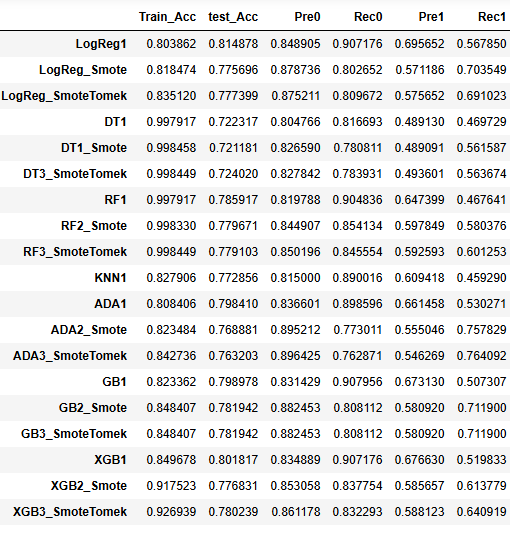 Train_Acc test_Acc Pre0 Rec0 Pre1 Rec1
LogReg1 0.803862 0.814878 0.848905 0.907176 0.695652 0.567850
LogReg_Smote 0.818474 0.775696 0.878736 0.802652 0.571186 0.703549
LogReg_SmoteTomek 0.835120 0.777399 0.875211 0.809672 0.575652 0.691023
DT1 0.997917 0.722317 0.804766 0.816693 0.489130 0.469729
DT1_Smote 0.998458 0.721181 0.826590 0.780811 0.489091 0.561587
DT3_SmoteTomek 0.998449 0.724020 0.827842 0.783931 0.493601 0.563674
RF1 0.997917 0.785917 0.819788 0.904836 0.647399 0.467641
RF2_Smote 0.998330 0.779671 0.844907 0.854134 0.597849 0.580376
RF3_SmoteTomek 0.998449 0.779103 0.850196 0.845554 0.592593 0.601253
KNN1 0.827906 0.772856 0.815000 0.890016 0.609418 0.459290
ADA1 0.808406 0.798410 0.836601 0.898596 0.661458 0.530271
ADA2_Smote 0.823484 0.768881 0.895212 0.773011 0.555046 0.757829
ADA3_SmoteTomek 0.842736 0.763203 0.896425 0.762871 0.546269 0.764092
GB1 0.823362 0.798978 0.831429 0.907956 0.673130 0.507307
GB2_Smote 0.848407 0.781942 0.882453 0.808112 0.580920 0.711900
GB3_SmoteTomek 0.848407 0.781942 0.882453 0.808112 0.580920 0.711900
XGB1 0.849678 0.801817 0.834889 0.907176 0.676630 0.519833
XGB2_Smote 0.917523 0.776831 0.853058 0.837754 0.585657 0.613779
XGB3_SmoteTomek 0.926939 0.780239 0.861178 0.832293 0.588123 0.640919